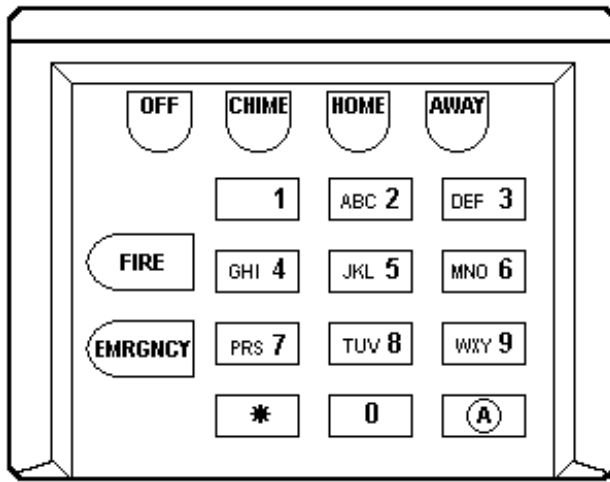 OFF CHIME HOME AWAY
1 ABC 2 DEF 3
FIRE
GHI 4 JKL 5 MNO 6
EMRGNCY
PRS 7 TUV 8 WXY 9
* 0 A